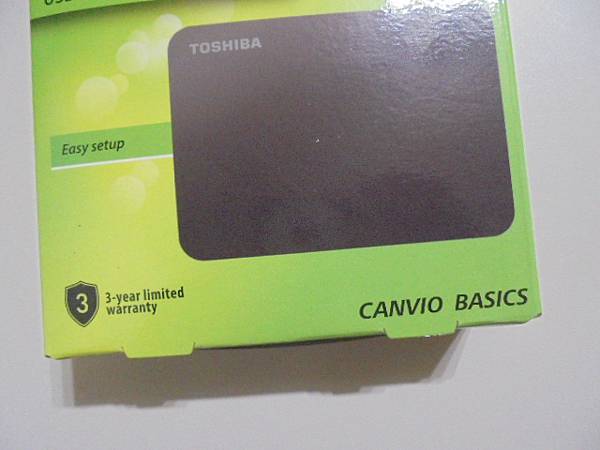 TOSHIBA
Easy setup
3
3-year limited
warranty
CANVIO BASICS